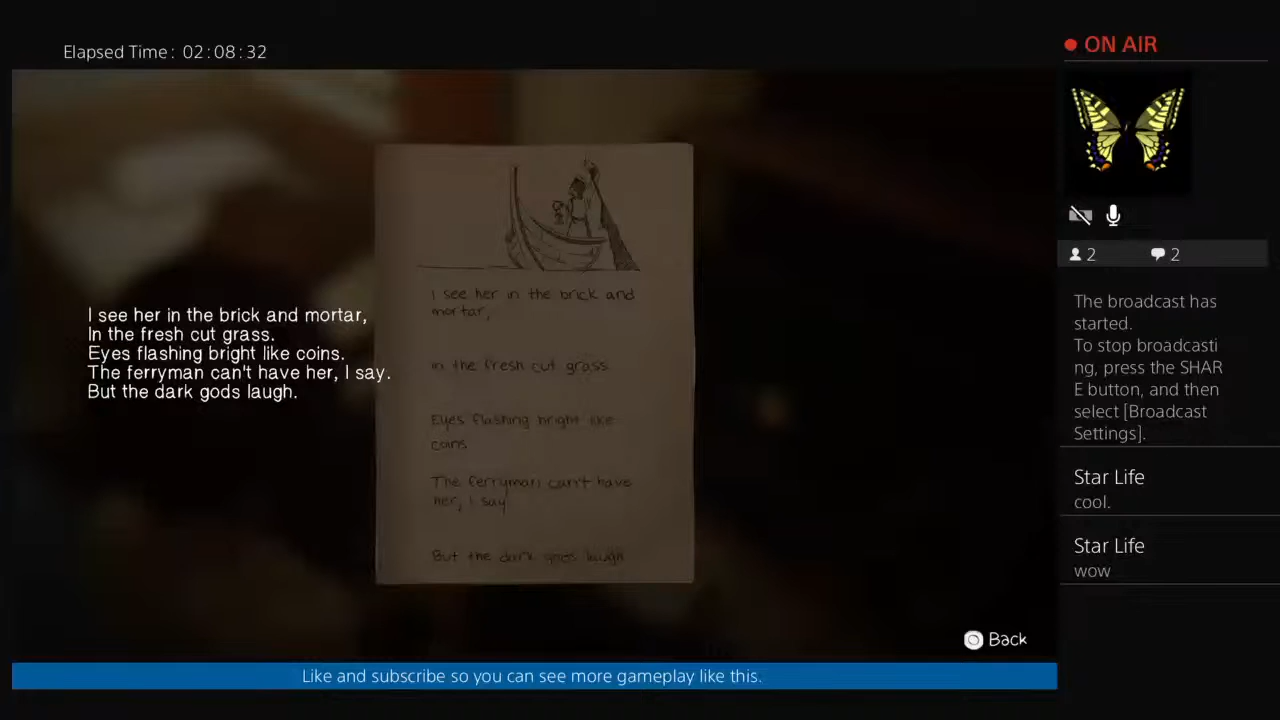 Elapsed Time: 02:08:32
ON AIR
2
2
I see her in the brick and mortar,
In the fresh cut grass.
Eyes flashing bright like coins.
The ferryman can't have her, I say.
But the dark gods laugh.
I see her in the brick and
mortar,
in the fresh cut grass
Eyes flashing bright like
coins
The ferryman can't have
her, I say
But the dark gods laugh
The broadcast has
started.
To stop broadcasti
ng, press the SHAR
E button, and then
select [Broadcast
Settings].
Star Life
cool.
Star Life
wow
Back
Like and subscribe so you can see more gameplay like this.